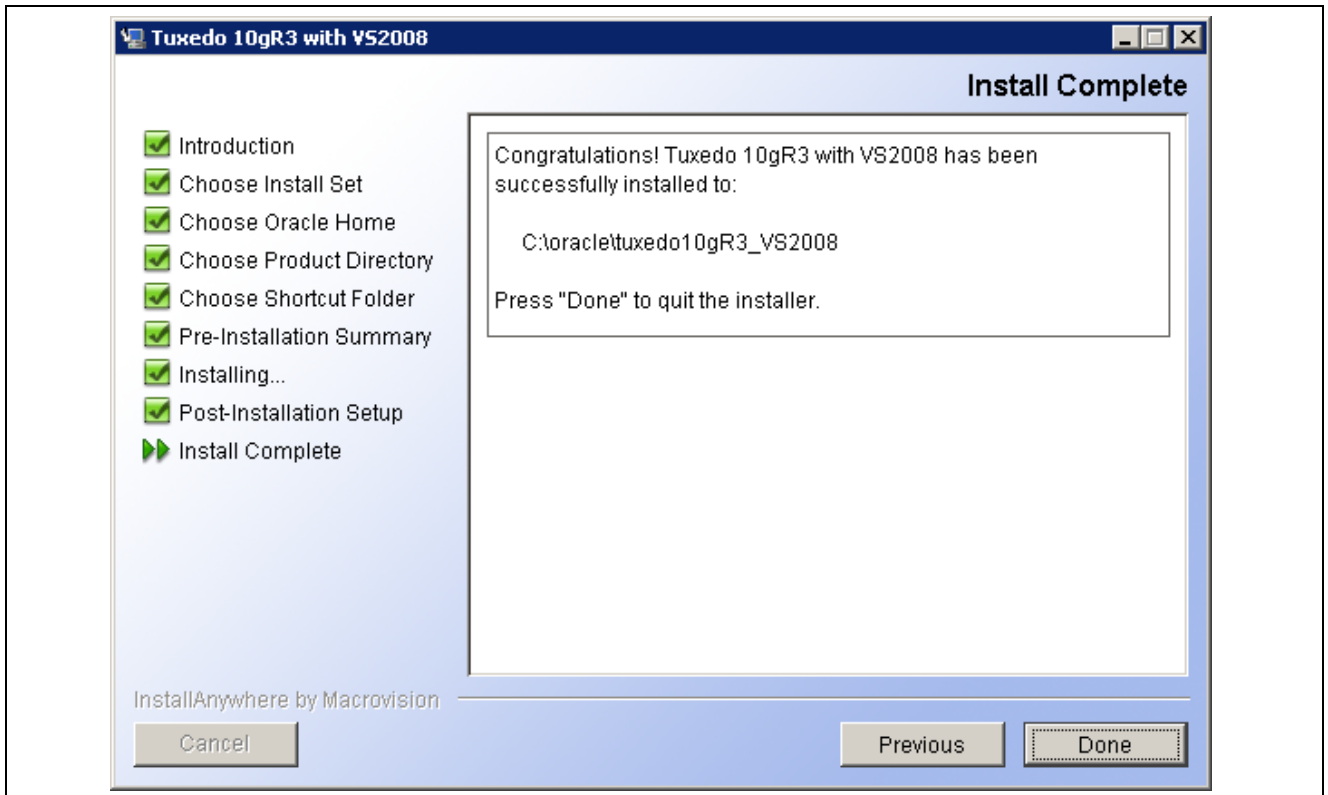 Tuxedo 10gR3 with VS2008
Install Complete
Introduction
Choose Install Set
Choose Oracle Home
Choose Product Directory
Choose Shortcut Folder
Pre-Installation Summary
Installing...
Post-Installation Setup
Install Complete
Congratulations! Tuxedo 10gR3 with VS2008 has been
successfully installed to:
C:\oracle\tuxedo10gR3_VS2008
Press "Done" to quit the installer.
InstallAnywhere by Macrovision
Cancel
Previous
Done